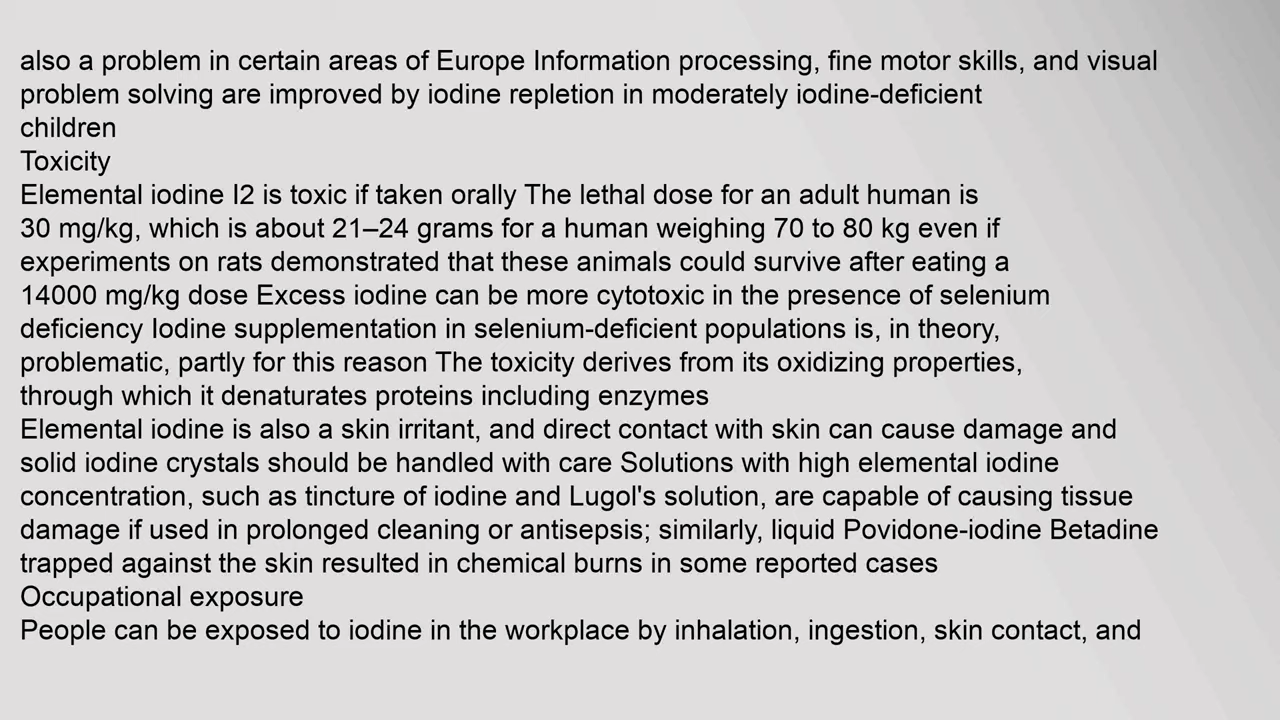 also a problem in certain areas of Europe Information processing, fine motor skills, and visual
problem solving are improved by iodine repletion in moderately iodine-deficient
children
Toxicity
Elemental iodine I2 is toxic if taken orally The lethal dose for an adult human is
30 mg/kg, which is about 21–24 grams for a human weighing 70 to 80 kg even if
experiments on rats demonstrated that these animals could survive after eating a
14000 mg/kg dose Excess iodine can be more cytotoxic in the presence of selenium
deficiency Iodine supplementation in selenium-deficient populations is, in theory,
problematic, partly for this reason The toxicity derives from its oxidizing properties,
through which it denaturates proteins including enzymes
Elemental iodine is also a skin irritant, and direct contact with skin can cause damage and
solid iodine crystals should be handled with care Solutions with high elemental iodine
concentration, such as tincture of iodine and Lugol's solution, are capable of causing tissue
damage if used in prolonged cleaning or antisepsis; similarly, liquid Povidone-iodine Betadine
trapped against the skin resulted in chemical burns in some reported cases
Occupational exposure
People can be exposed to iodine in the workplace by inhalation, ingestion, skin contact, and